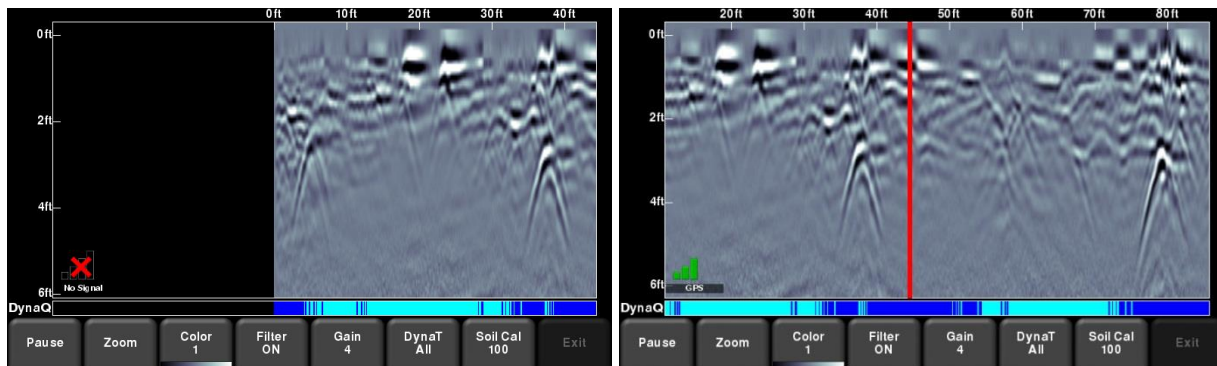 0ft 10ft 20ft 30ft 40ft
0ft
2ft
4ft
No Signal
6ft
DynaQ
Pause Zoom Color 1 Filter ON Gain 4 DynaT All Soil Cal 100 Exit
20ft 30ft 40ft 50ft 60ft 70ft 80ft
0ft
2ft
4ft
6ft
GPS
DynaQ
Pause Zoom Color 1 Filter ON Gain 4 DynaT All Soil Cal 100 Exit